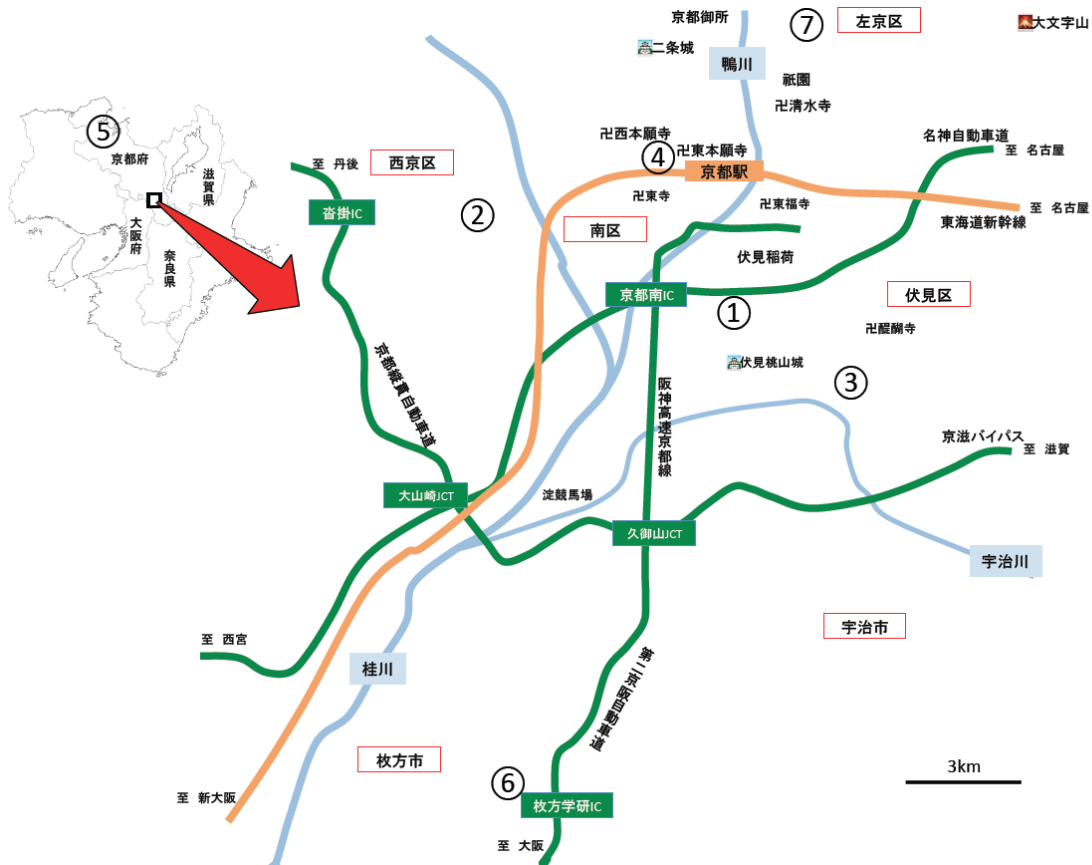 京都御所
⑦
左京区
大文字山
二条城
鴨川
祇園
卍清水寺
⑤
京都府
滋賀県
大阪府
奈良県
至 丹後
西京区
卍西本願寺
卍東本願寺
④
京都駅
名神自動車道
至 名古屋
沓掛IC
②
卍東寺
卍東福寺
至 名古屋
東海道新幹線
南区
伏見稲荷
京都南IC
①
伏見区
卍醍醐寺
京都縦貫自動車道
伏見桃山城
③
阪神高速京都線
京滋バイパス
至 滋賀
大山崎JCT
淀競馬場
久御山JCT
宇治川
至 西宮
桂川
宇治市
第二京阪自動車道
枚方市
3km
⑥
至 新大阪
枚方学研IC
至 大阪